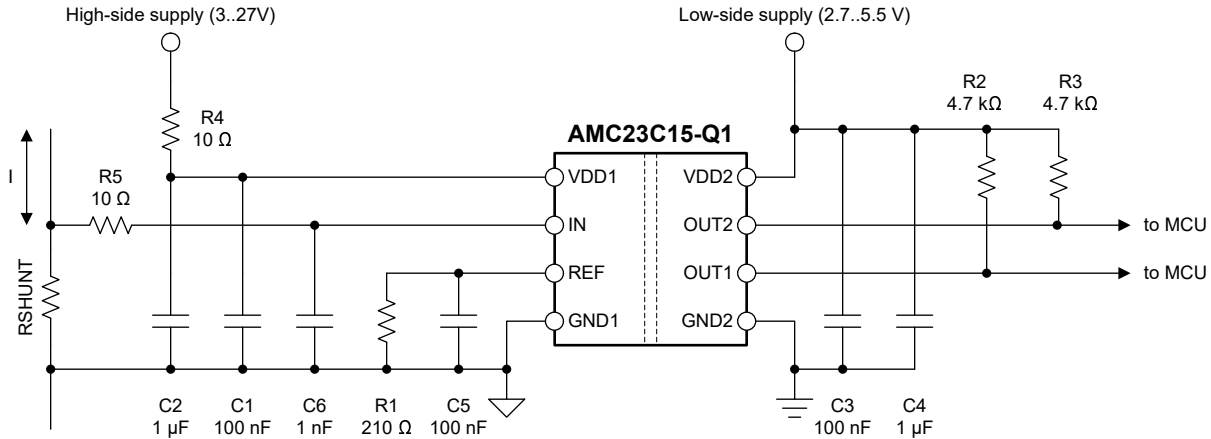 High-side supply (3..27V)
Low-side supply (2.7..5.5 V)
R4
10 Ω
R2
4.7 kΩ
R3
4.7 kΩ
AMC23C15-Q1
I
R5
10 Ω
VDD1
VDD2
IN
OUT2
to MCU
REF
OUT1
to MCU
RSHUNT
GND1
GND2
C2
1 µF
C1
100 nF
C6
1 nF
R1
210 Ω
C5
100 nF
C3
100 nF
C4
1 µF